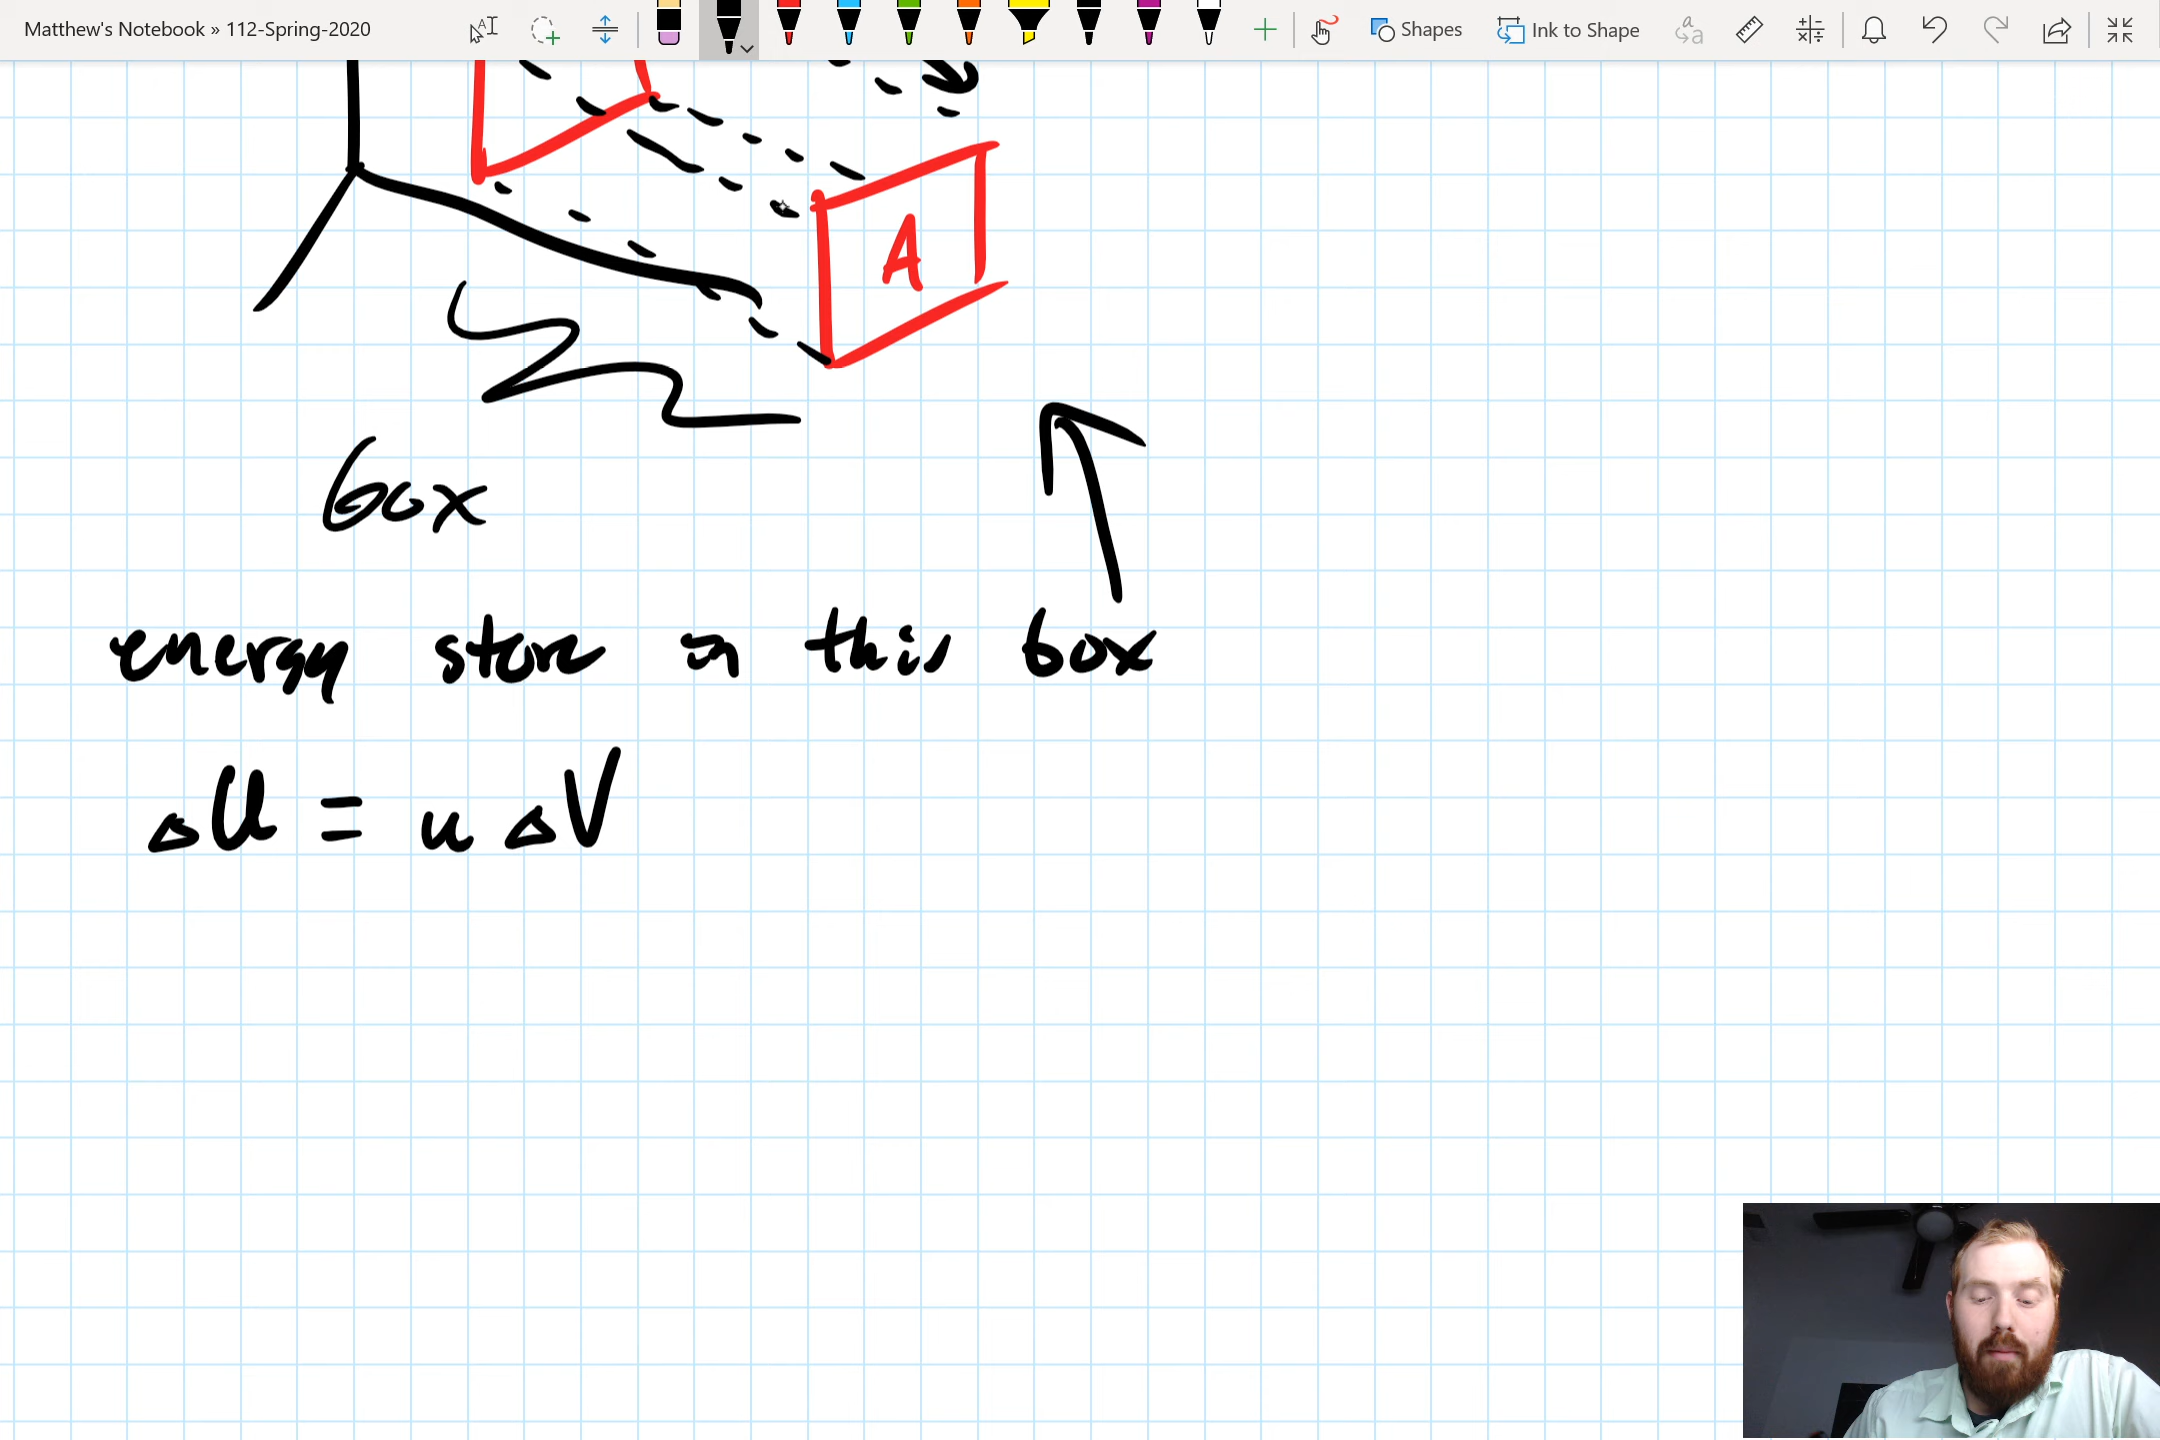 Matthew's Notebook » 112-Spring-2020
Shapes
Ink to Shape
A
box
energy store in this box
ΔU = u ΔV